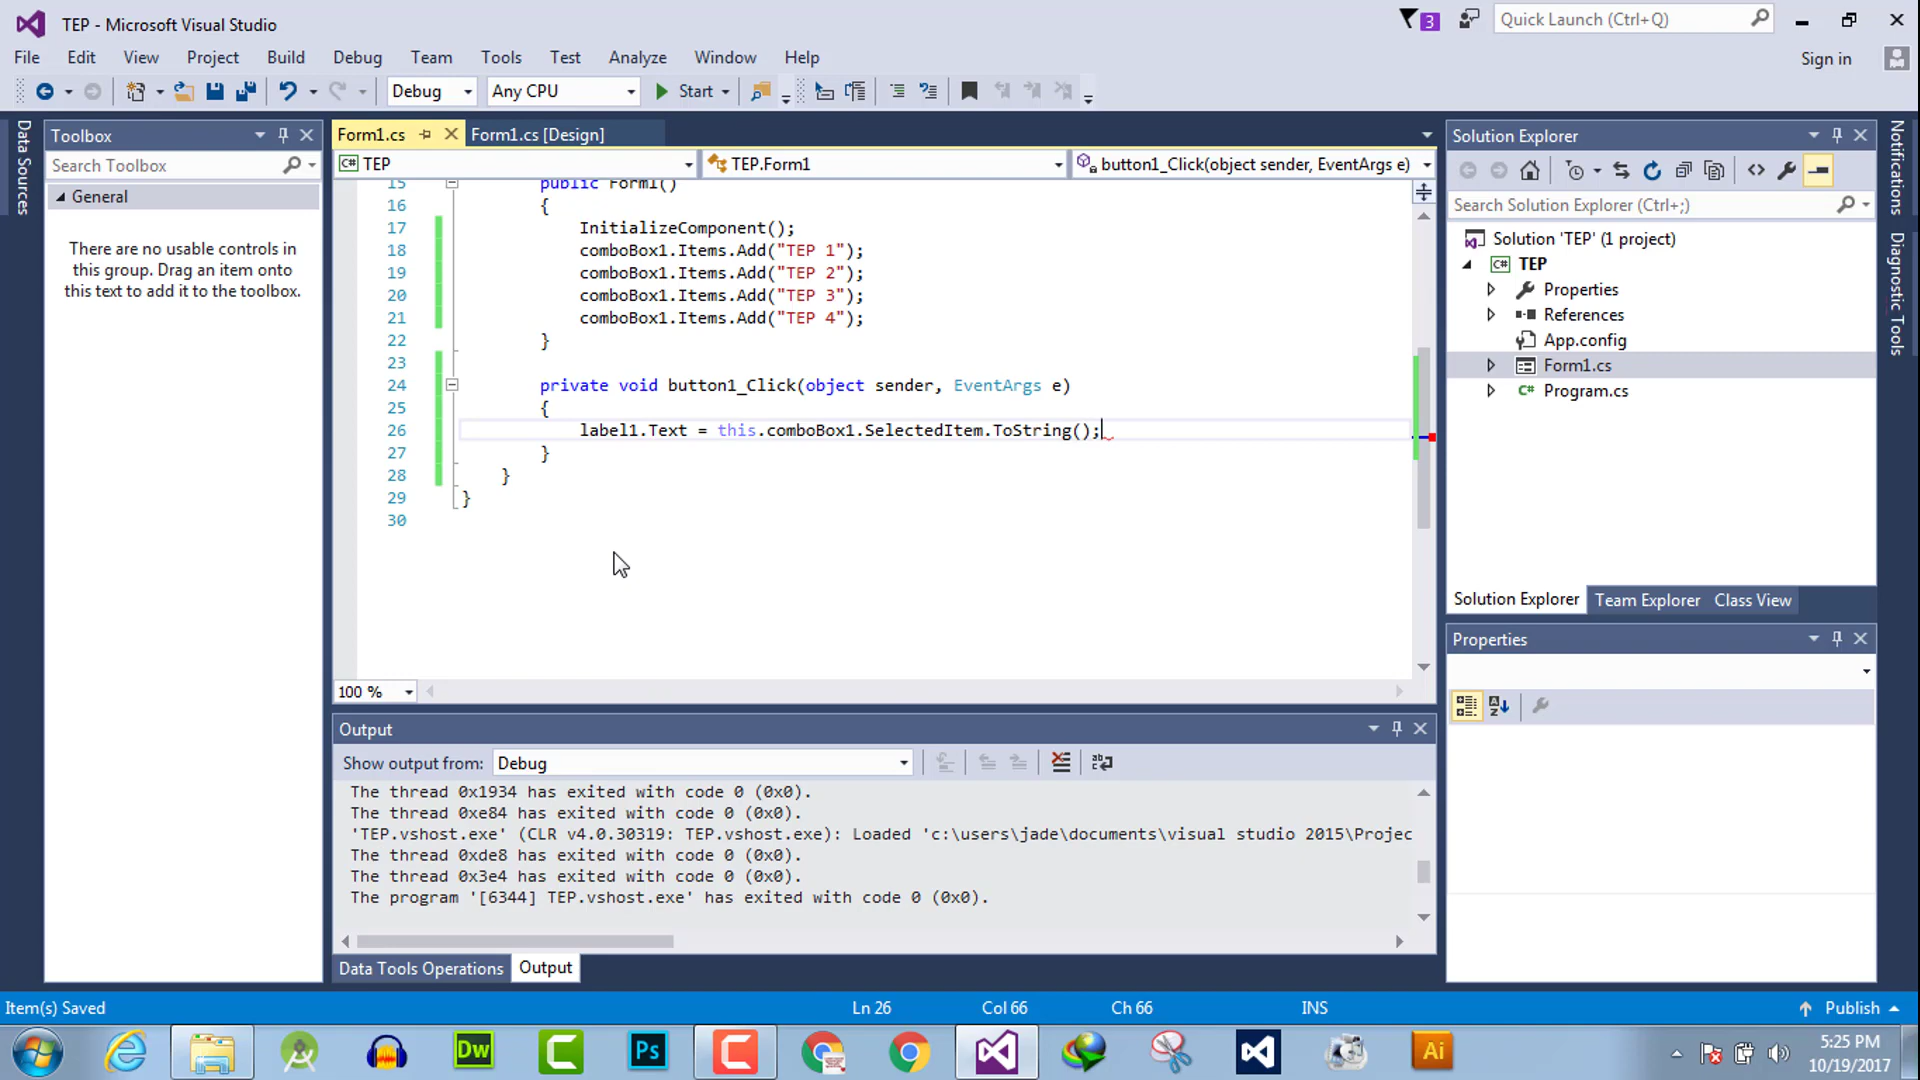 TEP - Microsoft Visual Studio
3
Quick Launch (Ctrl+Q)
File Edit View Project Build Debug Team Tools Test Analyze Window Help
Sign in
Debug Any CPU Start
Data Sources
Toolbox
Search Toolbox
General
There are no usable controls in
this group. Drag an item onto
this text to add it to the toolbox.
Form1.cs Form1.cs [Design]
TEP TEP.Form1 button1_Click(object sender, EventArgs e)
15 public Form1()
16 {
17 InitializeComponent();
18 comboBox1.Items.Add("TEP 1");
19 comboBox1.Items.Add("TEP 2");
20 comboBox1.Items.Add("TEP 3");
21 comboBox1.Items.Add("TEP 4");
22 }
23
24 private void button1_Click(object sender, EventArgs e)
25 {
26 label1.Text = this.comboBox1.SelectedItem.ToString();
27 }
28 }
29 }
30
100 %
Output
Show output from: Debug
The thread 0x1934 has exited with code 0 (0x0).
The thread 0xe84 has exited with code 0 (0x0).
'TEP.vshost.exe' (CLR v4.0.30319: TEP.vshost.exe): Loaded 'c:\users\jade\documents\visual studio 2015\Projec
The thread 0xde8 has exited with code 0 (0x0).
The thread 0x3e4 has exited with code 0 (0x0).
The program '[6344] TEP.vshost.exe' has exited with code 0 (0x0).
Data Tools Operations Output
Solution Explorer
Search Solution Explorer (Ctrl+;)
Solution 'TEP' (1 project)
C# TEP
Properties
References
App.config
Form1.cs
C# Program.cs
Solution Explorer Team Explorer Class View
Properties
Notifications
Diagnostic Tools
Item(s) Saved Ln 26 Col 66 Ch 66 INS Publish
Dw
Ps
Ai
5:25 PM
10/19/2017